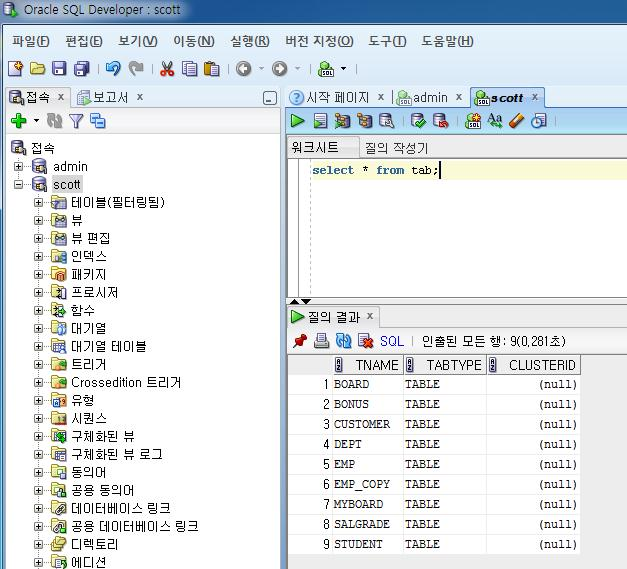 Oracle SQL Developer : scott
파일(F) 편집(E) 보기(V) 이동(N) 실행(R) 버전 지정(O) 도구(T) 도움말(H)
접속 x 보고서 x
시작 페이지 x admin x scott x
워크시트 질의 작성기
select * from tab;
접속
admin
scott
테이블(필터링됨)
뷰
뷰 편집
인덱스
패키지
프로시저
함수
대기열
대기열 테이블
트리거
Crossedition 트리거
유형
시퀀스
구체화된 뷰
구체화된 뷰 로그
동의어
공용 동의어
데이터베이스 링크
공용 데이터베이스 링크
디렉토리
에디션
질의 결과 x
SQL | 인출된 모든 행: 9(0,281초)
TNAME TABTYPE CLUSTERID
1 BOARD TABLE (null)
2 BONUS TABLE (null)
3 CUSTOMER TABLE (null)
4 DEPT TABLE (null)
5 EMP TABLE (null)
6 EMP_COPY TABLE (null)
7 MYBOARD TABLE (null)
8 SALGRADE TABLE (null)
9 STUDENT TABLE (null)